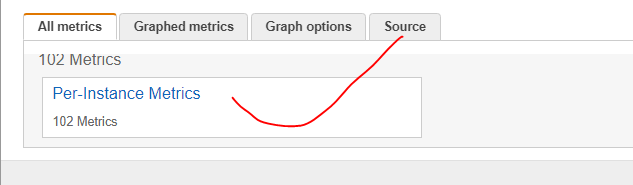 All metrics Graphed metrics Graph options Source
102 Metrics
Per-Instance Metrics
102 Metrics